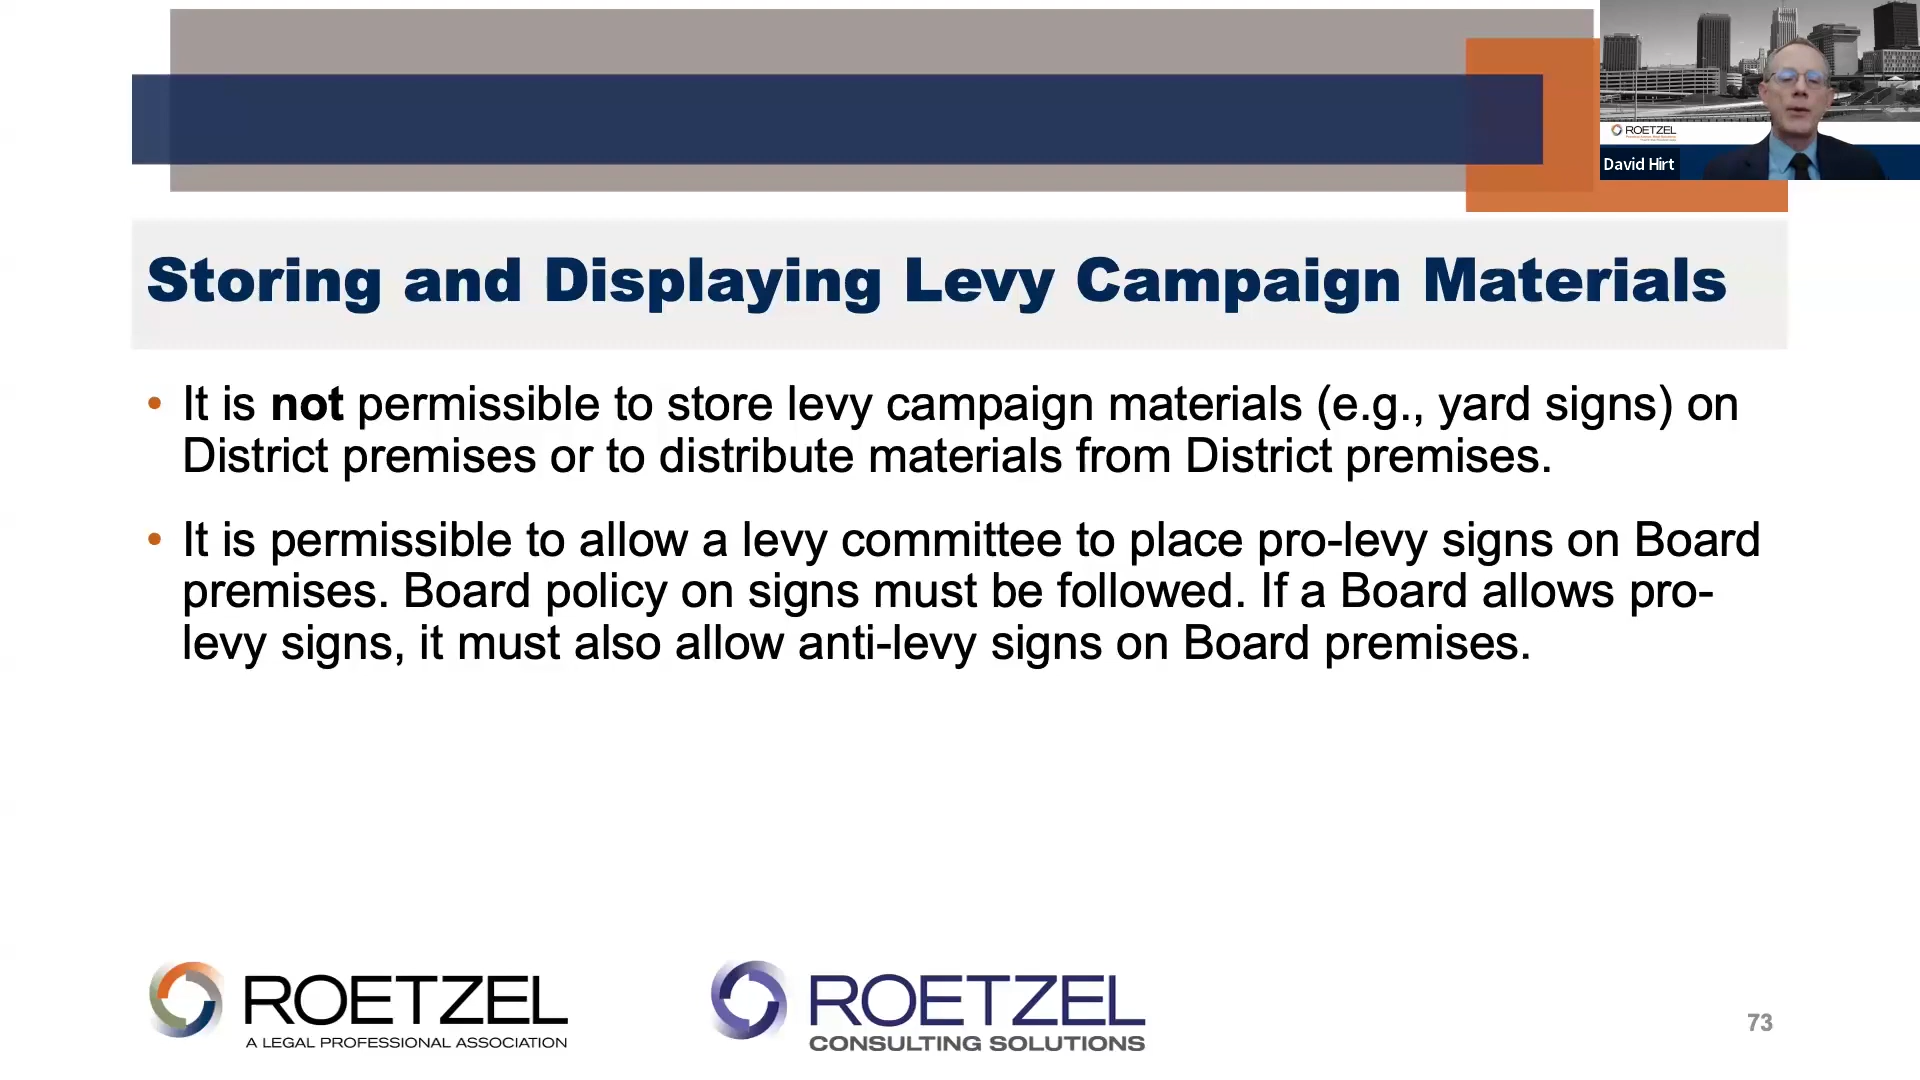 ROETZEL
David Hirt
Storing and Displaying Levy Campaign Materials
• It is not permissible to store levy campaign materials (e.g., yard signs) on
District premises or to distribute materials from District premises.
• It is permissible to allow a levy committee to place pro-levy signs on Board
premises. Board policy on signs must be followed. If a Board allows pro-
levy signs, it must also allow anti-levy signs on Board premises.
ROETZEL
A LEGAL PROFESSIONAL ASSOCIATION
ROETZEL
CONSULTING SOLUTIONS
73